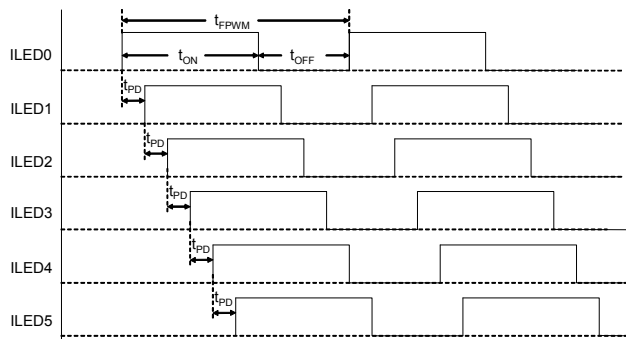 tFPWM
ILED0
tON tOFF
tPD
ILED1
tPD
ILED2
tPD
ILED3
tPD
ILED4
tPD
ILED5